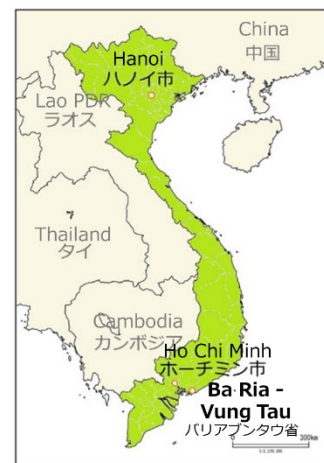 China
中国
Hanoi
ハノイ市
Lao PDR
ラオス
Thailand
タイ
Cambodia
カンボジア
Ho Chi Minh
ホーチミン市
Ba Ria -
Vung Tau
バリアブンタウ省
300km